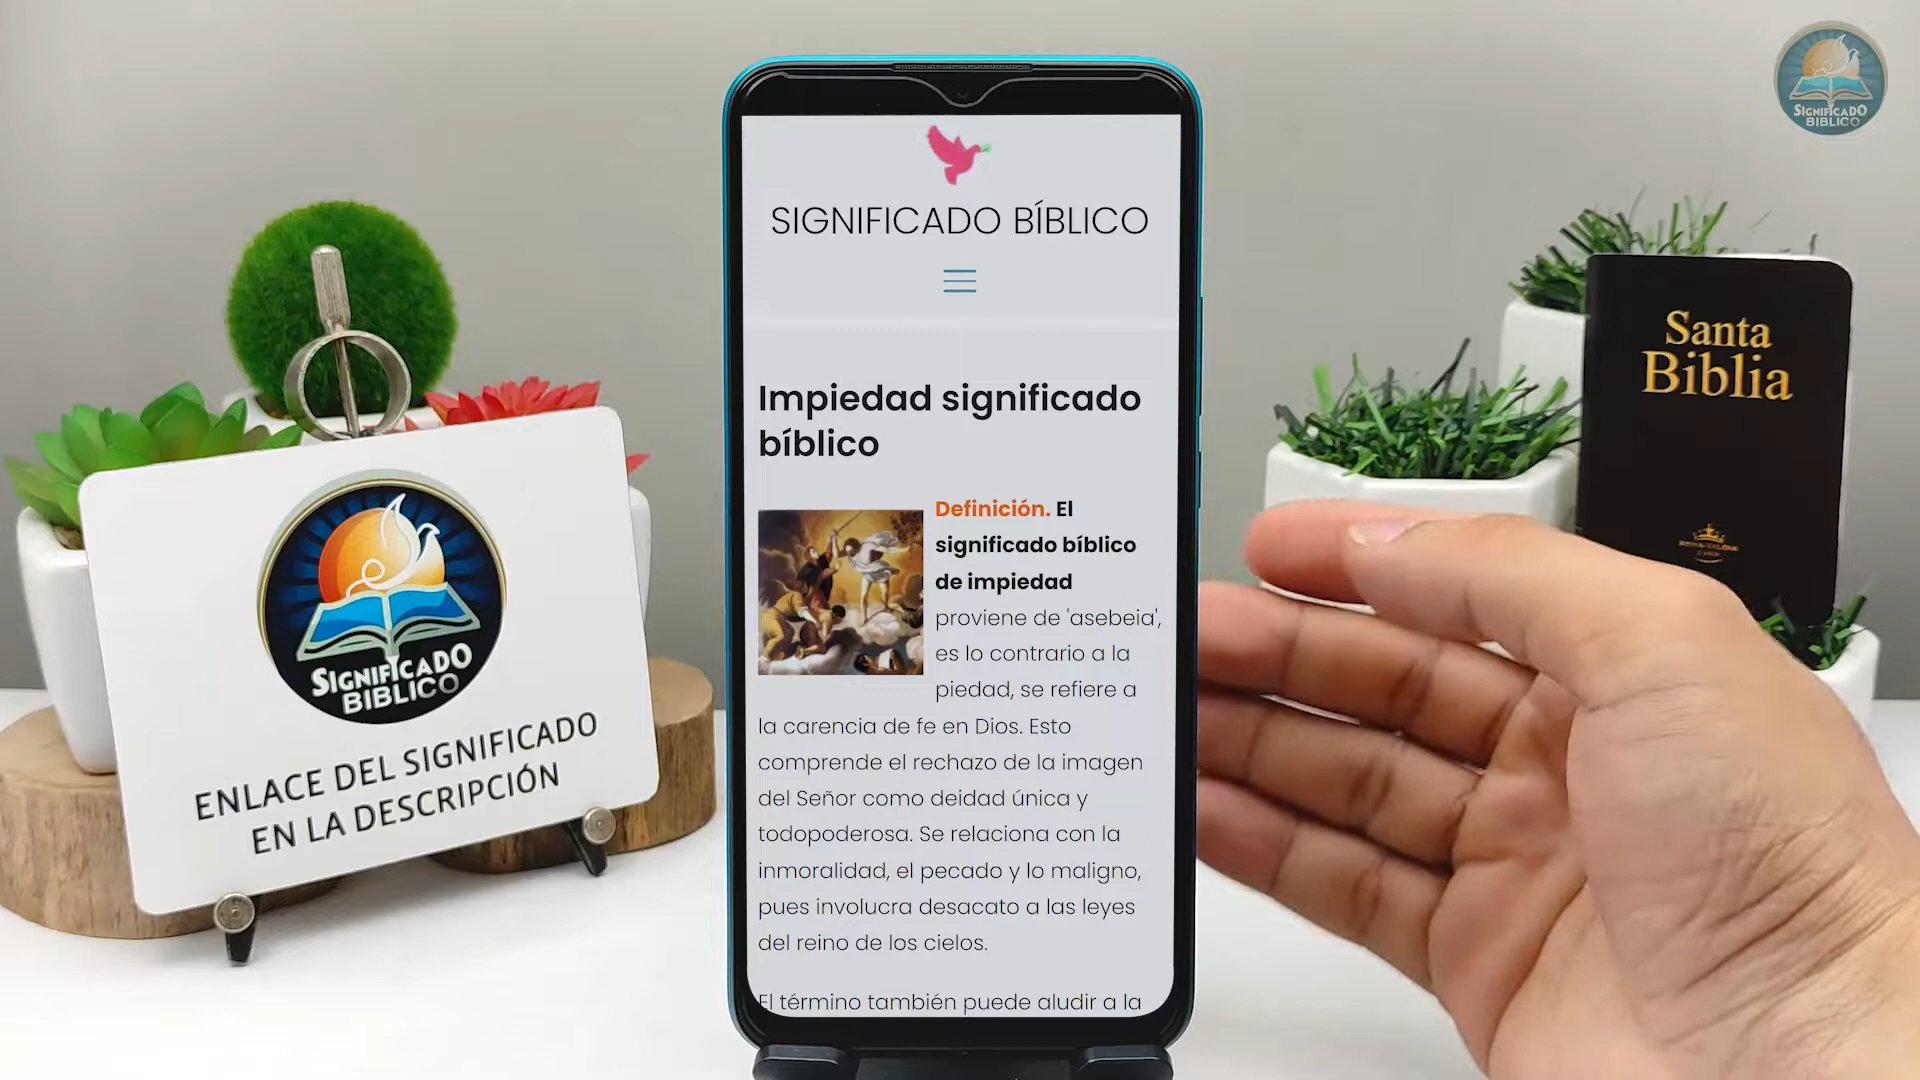 SIGNIFICADO
BIBLICO
SIGNIFICADO BÍBLICO
Impiedad significado
bíblico
Definición. El
significado bíblico
de impiedad
proviene de 'asebeia',
es lo contrario a la
piedad, se refiere a
la carencia de fe en Dios. Esto
comprende el rechazo de la imagen
del Señor como deidad única y
todopoderosa. Se relaciona con la
inmoralidad, el pecado y lo maligno,
pues involucra desacato a las leyes
del reino de los cielos.
El término también puede aludir a la
SIGNIFICADO
BIBLICO
ENLACE DEL SIGNIFICADO
EN LA DESCRIPCIÓN
Santa
Biblia